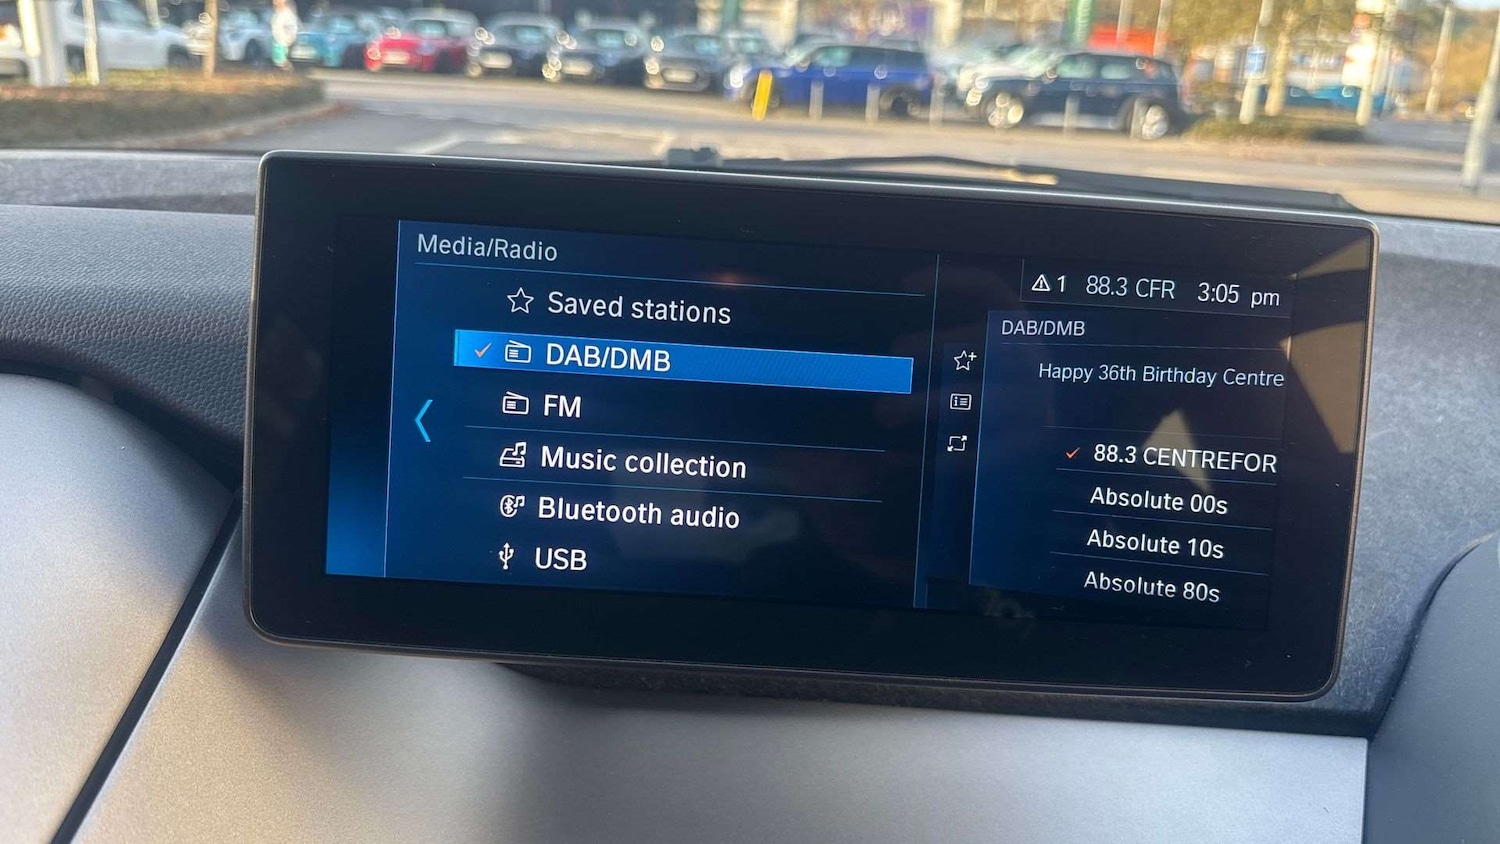 Media/Radio
Saved stations
DAB/DMB
FM
Music collection
Bluetooth audio
USB
1 88.3 CFR 3:05 pm
DAB/DMB
Happy 36th Birthday Centre
88.3 CENTREFOR
Absolute 00s
Absolute 10s
Absolute 80s